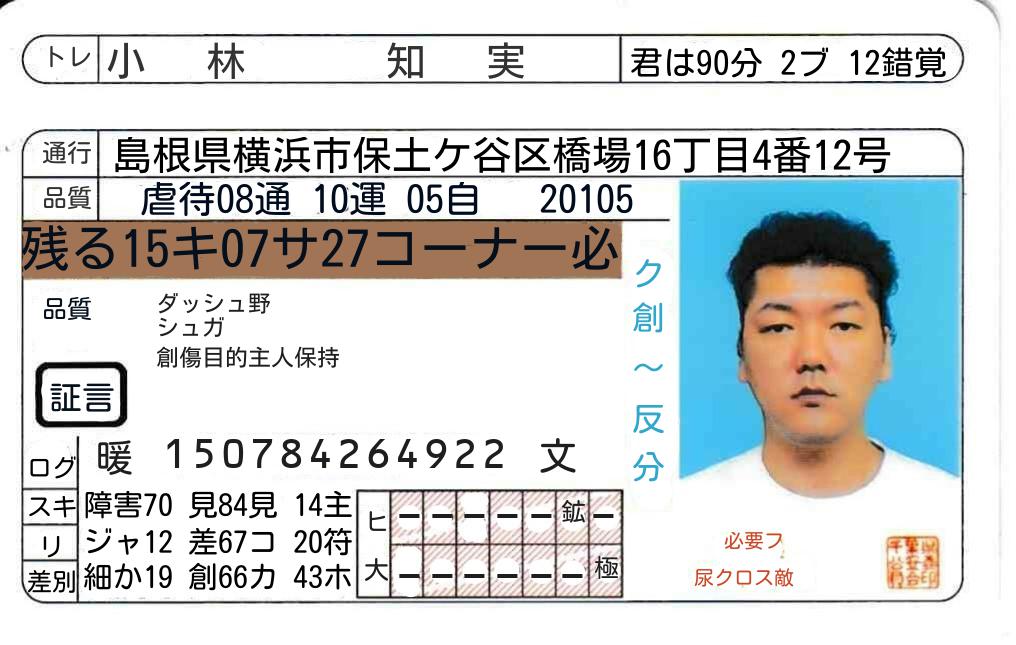 トレ 小林 知実 君は90分 2ブ 12錯覚
通行 島根県横浜市保土ケ谷区橋場16丁目4番12号
品質 虐待08通 10運 05自 20105
残る15キ07サ27コーナー必
品質 ダッシュ野
シュガ
創傷目的主人保持
証言
ク創～反分
ログ 暖 150784264922 文
スキ 障害70 見84見 14主
リ ジャ12 差67コ 20符
差別 細か19 創66力 43ホ
ヒ ー ー ー ー ー 鉱 ー
大 ー ー ー ー ー ー 極
必要フ
尿クロス敵